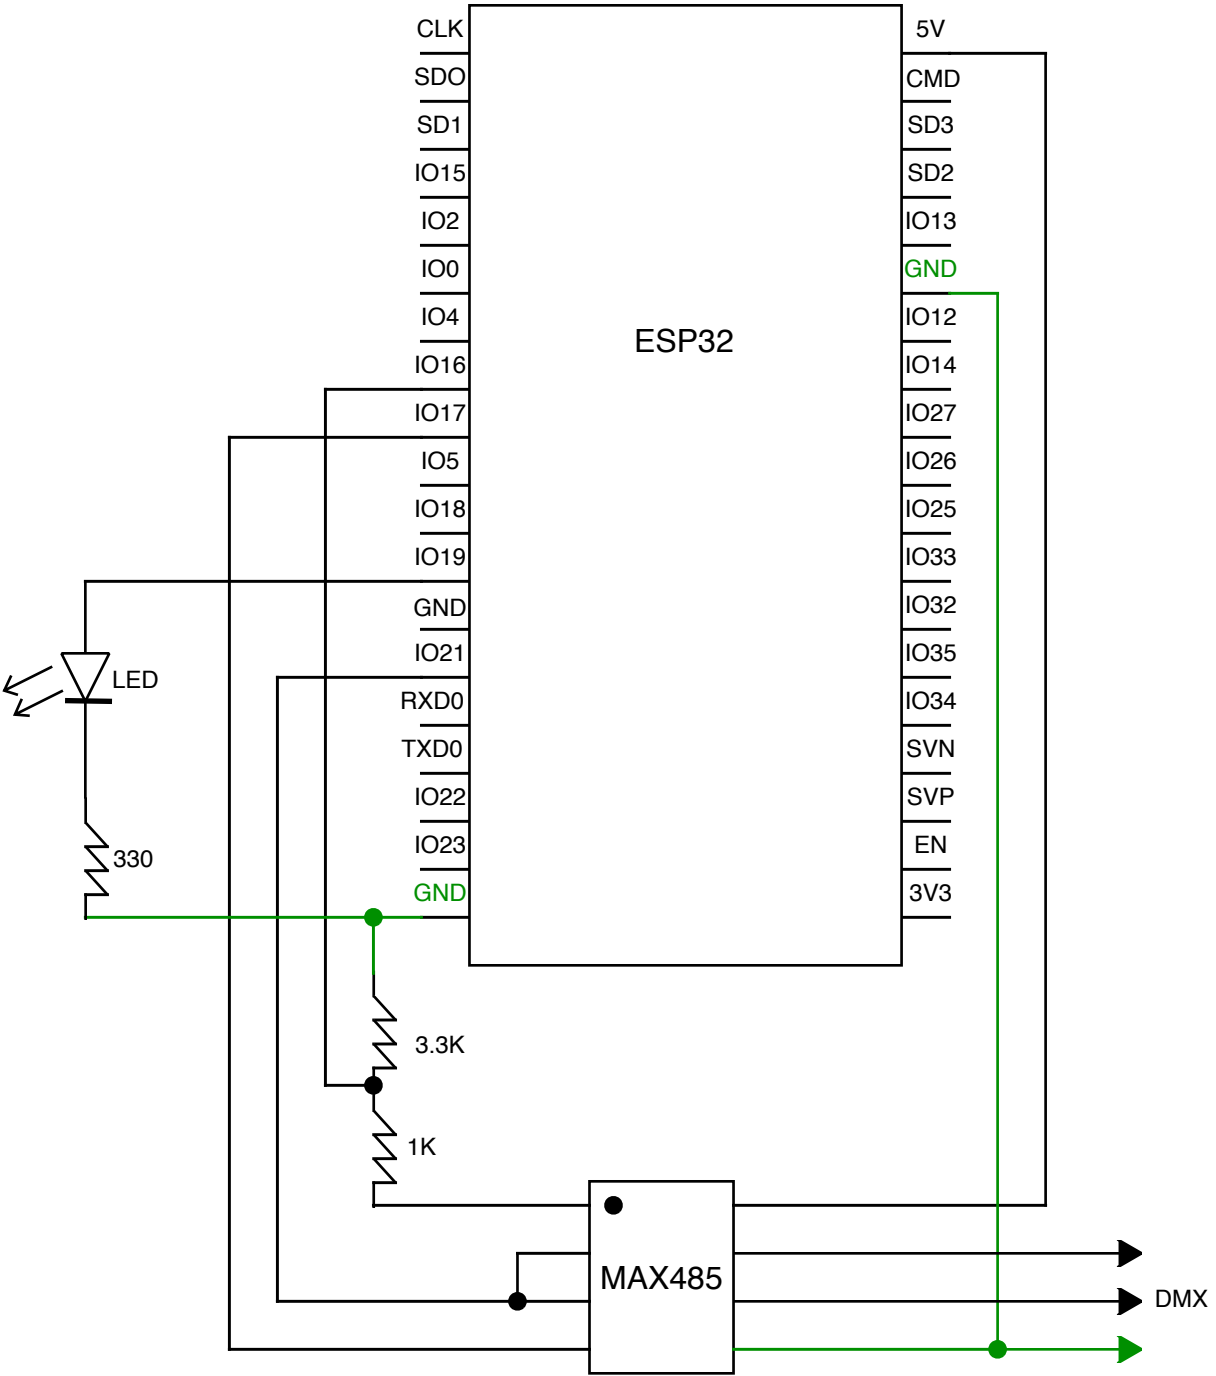 CLK
SDO
SD1
IO15
IO2
IO0
IO4
IO16
IO17
IO5
IO18
IO19
GND
IO21
RXD0
TXD0
IO22
IO23
GND
ESP32
5V
CMD
SD3
SD2
IO13
GND
IO12
IO14
IO27
IO26
IO25
IO33
IO32
IO35
IO34
SVN
SVP
EN
3V3
LED
330
3.3K
1K
MAX485
DMX